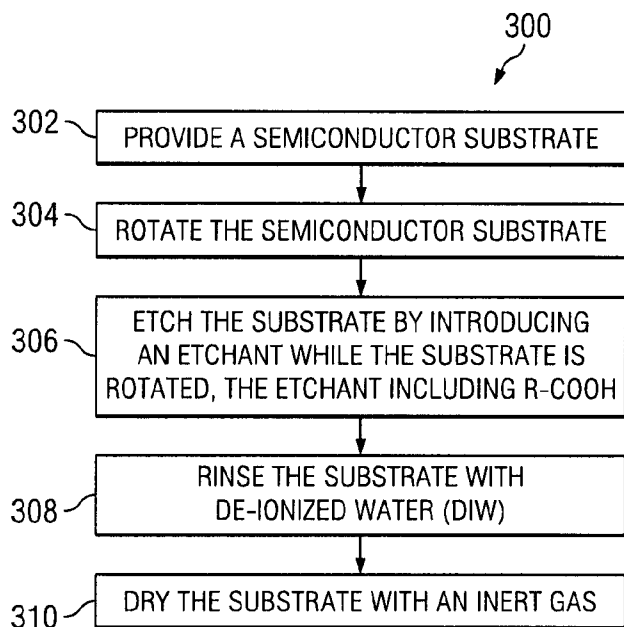 300
302
PROVIDE A SEMICONDUCTOR SUBSTRATE
304
ROTATE THE SEMICONDUCTOR SUBSTRATE
306
ETCH THE SUBSTRATE BY INTRODUCING
AN ETCHANT WHILE THE SUBSTRATE IS
ROTATED, THE ETCHANT INCLUDING R-COOH
308
RINSE THE SUBSTRATE WITH
DE-IONIZED WATER (DIW)
310
DRY THE SUBSTRATE WITH AN INERT GAS